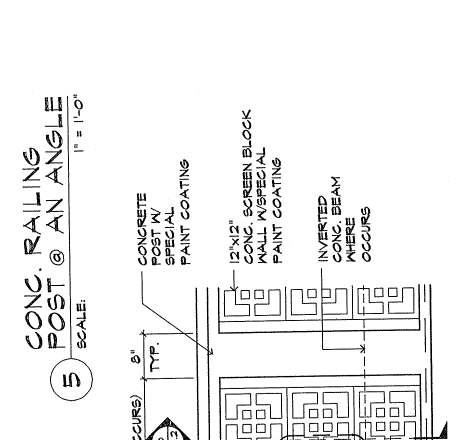 CONC. RAILING
POST @ AN ANGLE
5
SCALE:
1" = 1'-0"
CONCRETE
POST W/
SPECIAL
PAINT COATING
12"x12"
CONC. SCREEN BLOCK
WALL W/SPECIAL
PAINT COATING
INVERTED
CONC. BEAM
WHERE
OCCURS
8"
TYP.
2